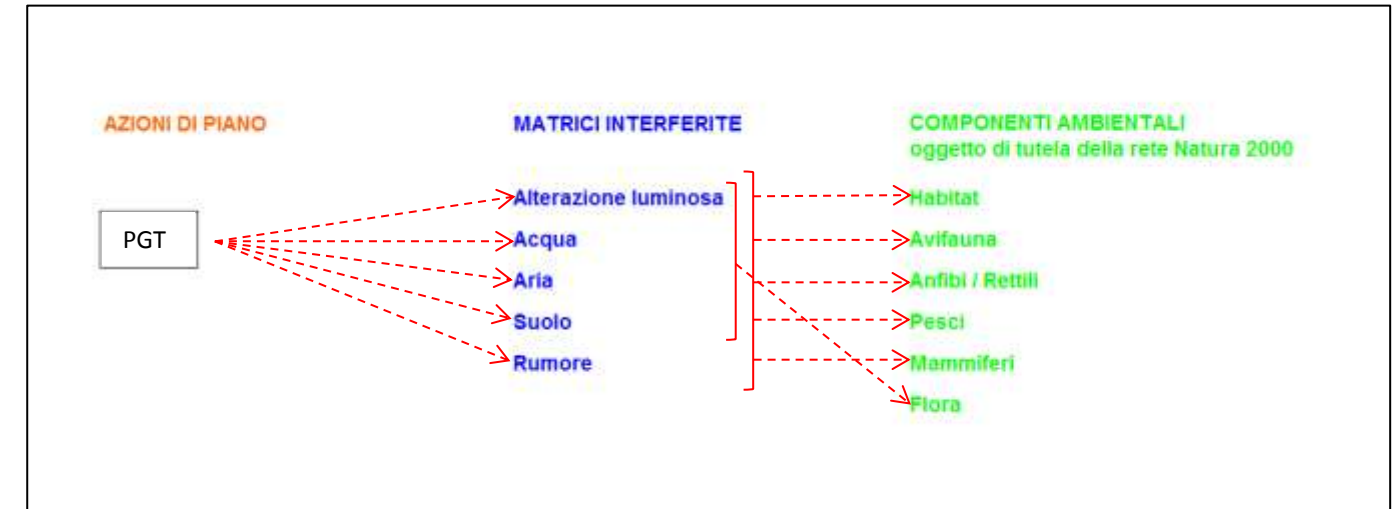 AZIONI DI PIANO
MATRICI INTERFERITE
COMPONENTI AMBIENTALI
oggetto di tutela della rete Natura 2000
PGT
Alterazione luminosa
Acqua
Aria
Suolo
Rumore
Habitat
Avifauna
Anfibi / Rettili
Pesci
Mammiferi
Flora